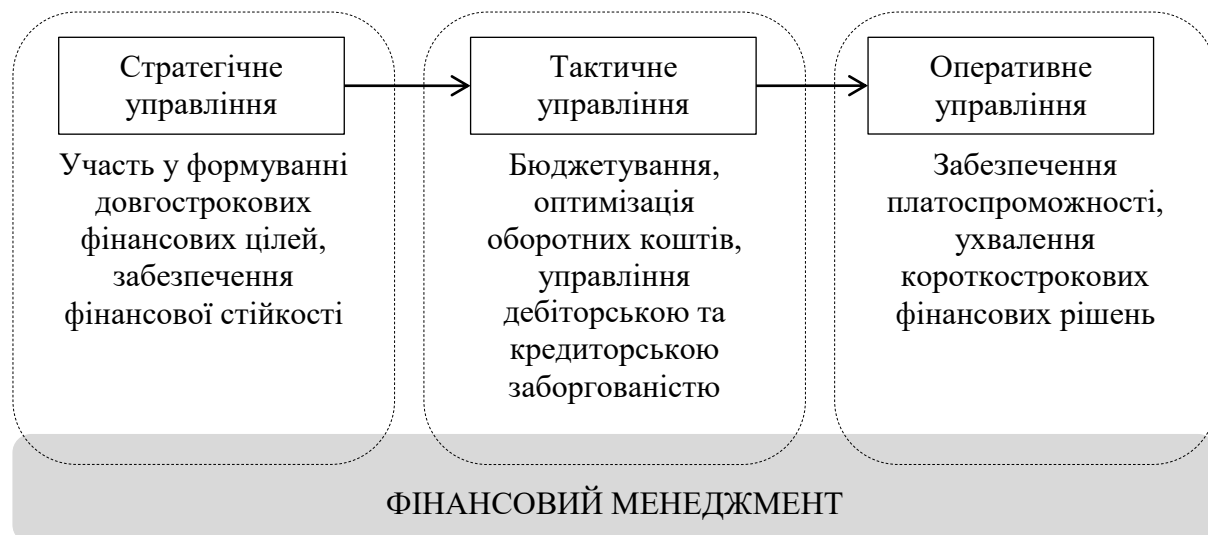 Стратегічне
управління
Участь у формуванні
довгострокових
фінансових цілей,
забезпечення
фінансової стійкості
Тактичне
управління
Бюджетування,
оптимізація
оборотних коштів,
управління
дебіторською та
кредиторською
заборгованістю
Оперативне
управління
Забезпечення
платоспроможності,
ухвалення
короткострокових
фінансових рішень
ФІНАНСОВИЙ МЕНЕДЖМЕНТ